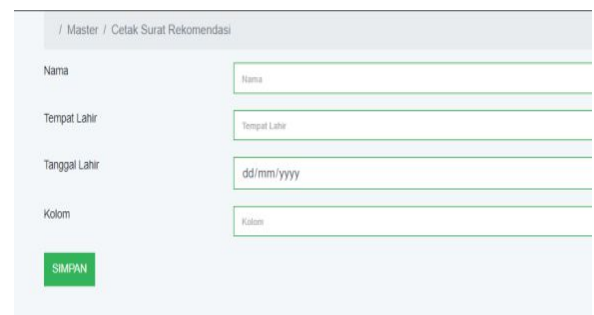 / Master / Cetak Surat Rekomendasi
Nama
Nama
Tempat Lahir
Tempat Lahir
Tanggal Lahir
dd/mm/yyyy
Kolom
Kolom
SIMPAN